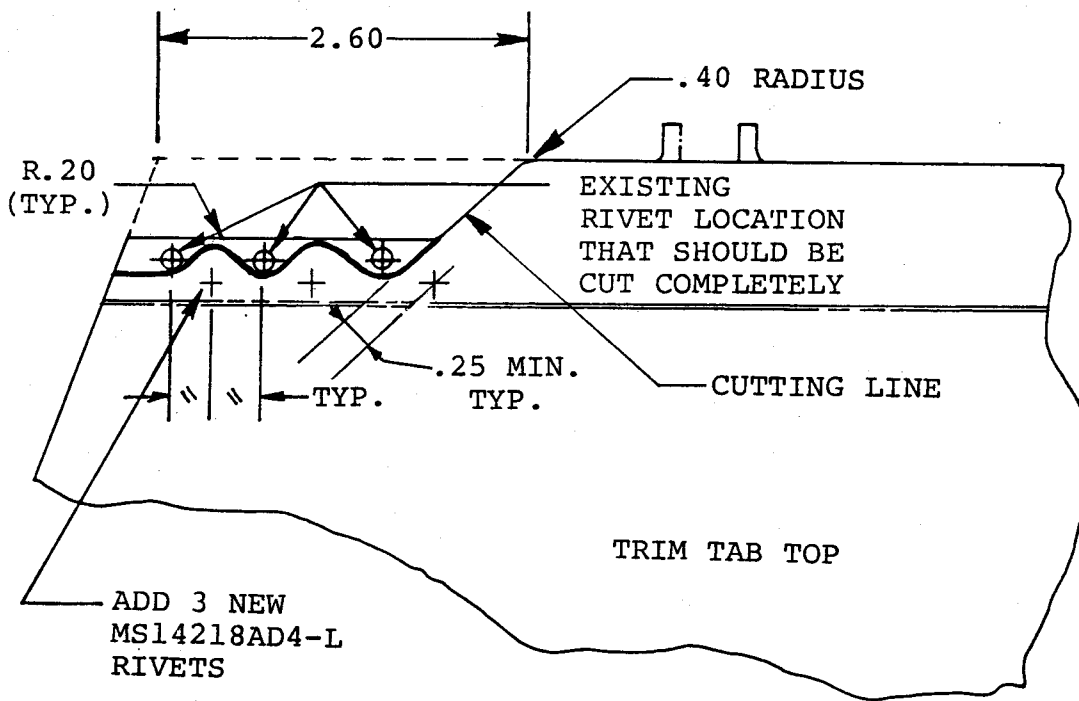 2.60
.40 RADIUS
R.20
(TYP.)
EXISTING
RIVET LOCATION
THAT SHOULD BE
CUT COMPLETELY
.25 MIN.
TYP.
TYP.
CUTTING LINE
TRIM TAB TOP
ADD 3 NEW
MS14218AD4-L
RIVETS